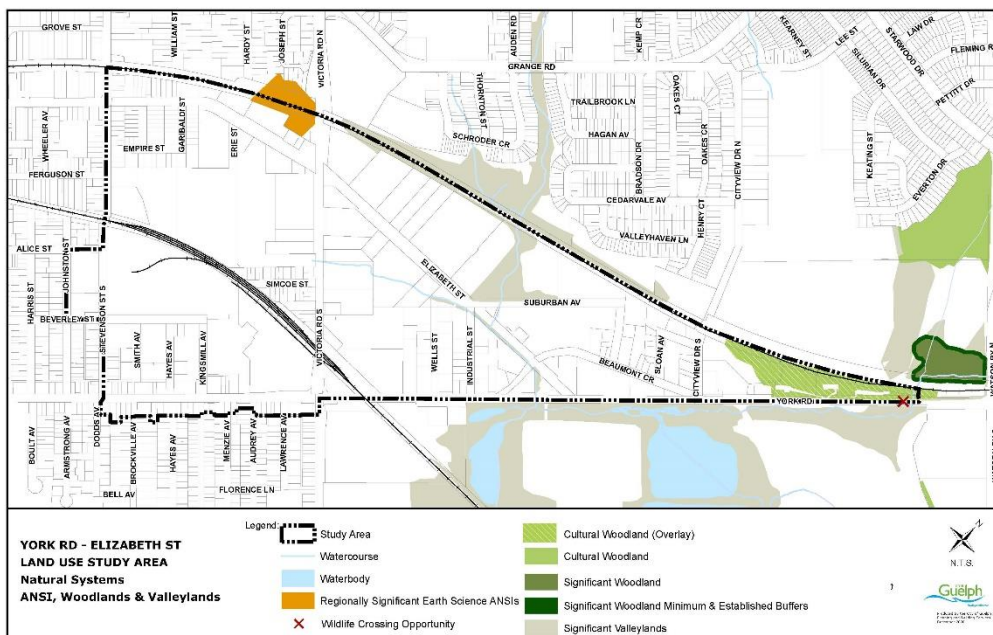 GROVE ST
WILLIAM ST
HARDY ST
JOSEPH ST
VICTORIA RD N
AUDEN RD
KEMP CR
KEARNEY ST
LEE ST
STARWOOD DR
LAW DR
FLEMING R
GRANGE RD
SILURIAN DR
PETTITT DR
WHEELER AV
EMPIRE ST
GARIBALDI ST
ERIE ST
THORNTON ST
SCHRODER CR
TRAILBROOK LN
HAGAN AV
BRADSON DR
OAKES CT
OAKES CR
CITYVIEW DR N
KEATING ST
EVERTON DR
FERGUSON ST
CEDARVALE AV
VALLEYHAVEN LN
HENRY CT
ALICE ST
JOHNSTON ST
HARRIS ST
BEVERLEY ST
STEVENSON ST S
SIMCOE ST
ELIZABETH ST
SUBURBAN AV
VICTORIA RD S
SMITH AV
HAYES AV
KINGSMILL AV
WELLS ST
INDUSTRIAL ST
BEAUMONT CR
SLOAN AV
CITYVIEW DR S
YORK RD
BOULT AV
ARMSTRONG AV
DODDS AV
BROCKVILLE AV
HAYES AV
MENZIE AV
AUDREY AV
LAWRENCE AV
BELL AV
FLORENCE LN
YORK RD - ELIZABETH ST
LAND USE STUDY AREA
Natural Systems
ANSI, Woodlands & Valleylands
Legend:
Study Area
Watercourse
Waterbody
Regionally Significant Earth Science ANSIs
Wildlife Crossing Opportunity
Cultural Woodland (Overlay)
Cultural Woodland
Significant Woodland
Significant Woodland Minimum & Established Buffers
Significant Valleylands
N.T.S.
Guelph